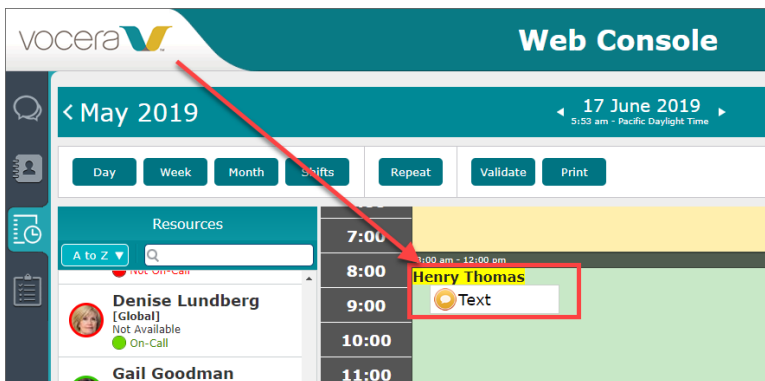 vocera
Web Console
< May 2019
17 June 2019
5:53 am - Pacific Daylight Time
Day Week Month Shifts Repeat Validate Print
Resources
A to Z ▼
Not On-Call
Denise Lundberg
[Global]
Not Available
On-Call
Gail Goodman
7:00
8:00
9:00
10:00
11:00
8:00 am - 12:00 pm
Henry Thomas
Text